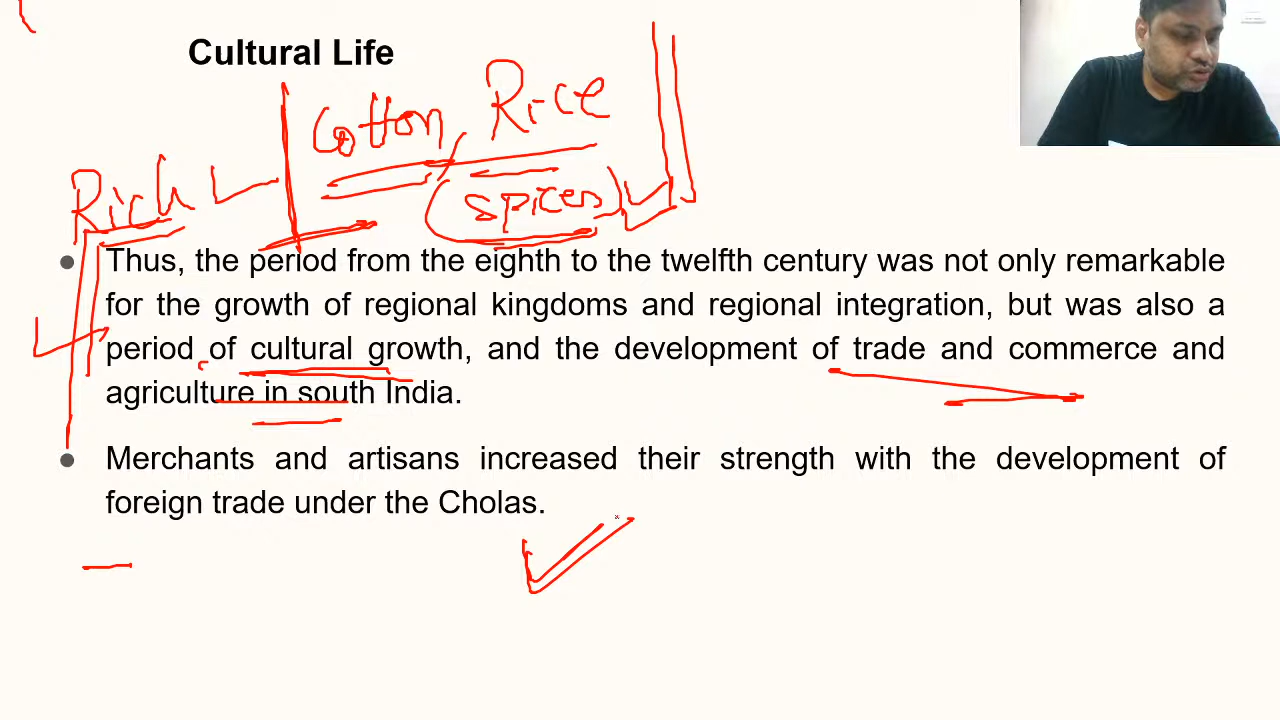 Cultural Life
Cotton, Rice
Rich
(spices)
Thus, the period from the eighth to the twelfth century was not only remarkable
for the growth of regional kingdoms and regional integration, but was also a
period of cultural growth, and the development of trade and commerce and
agriculture in south India.
Merchants and artisans increased their strength with the development of
foreign trade under the Cholas.